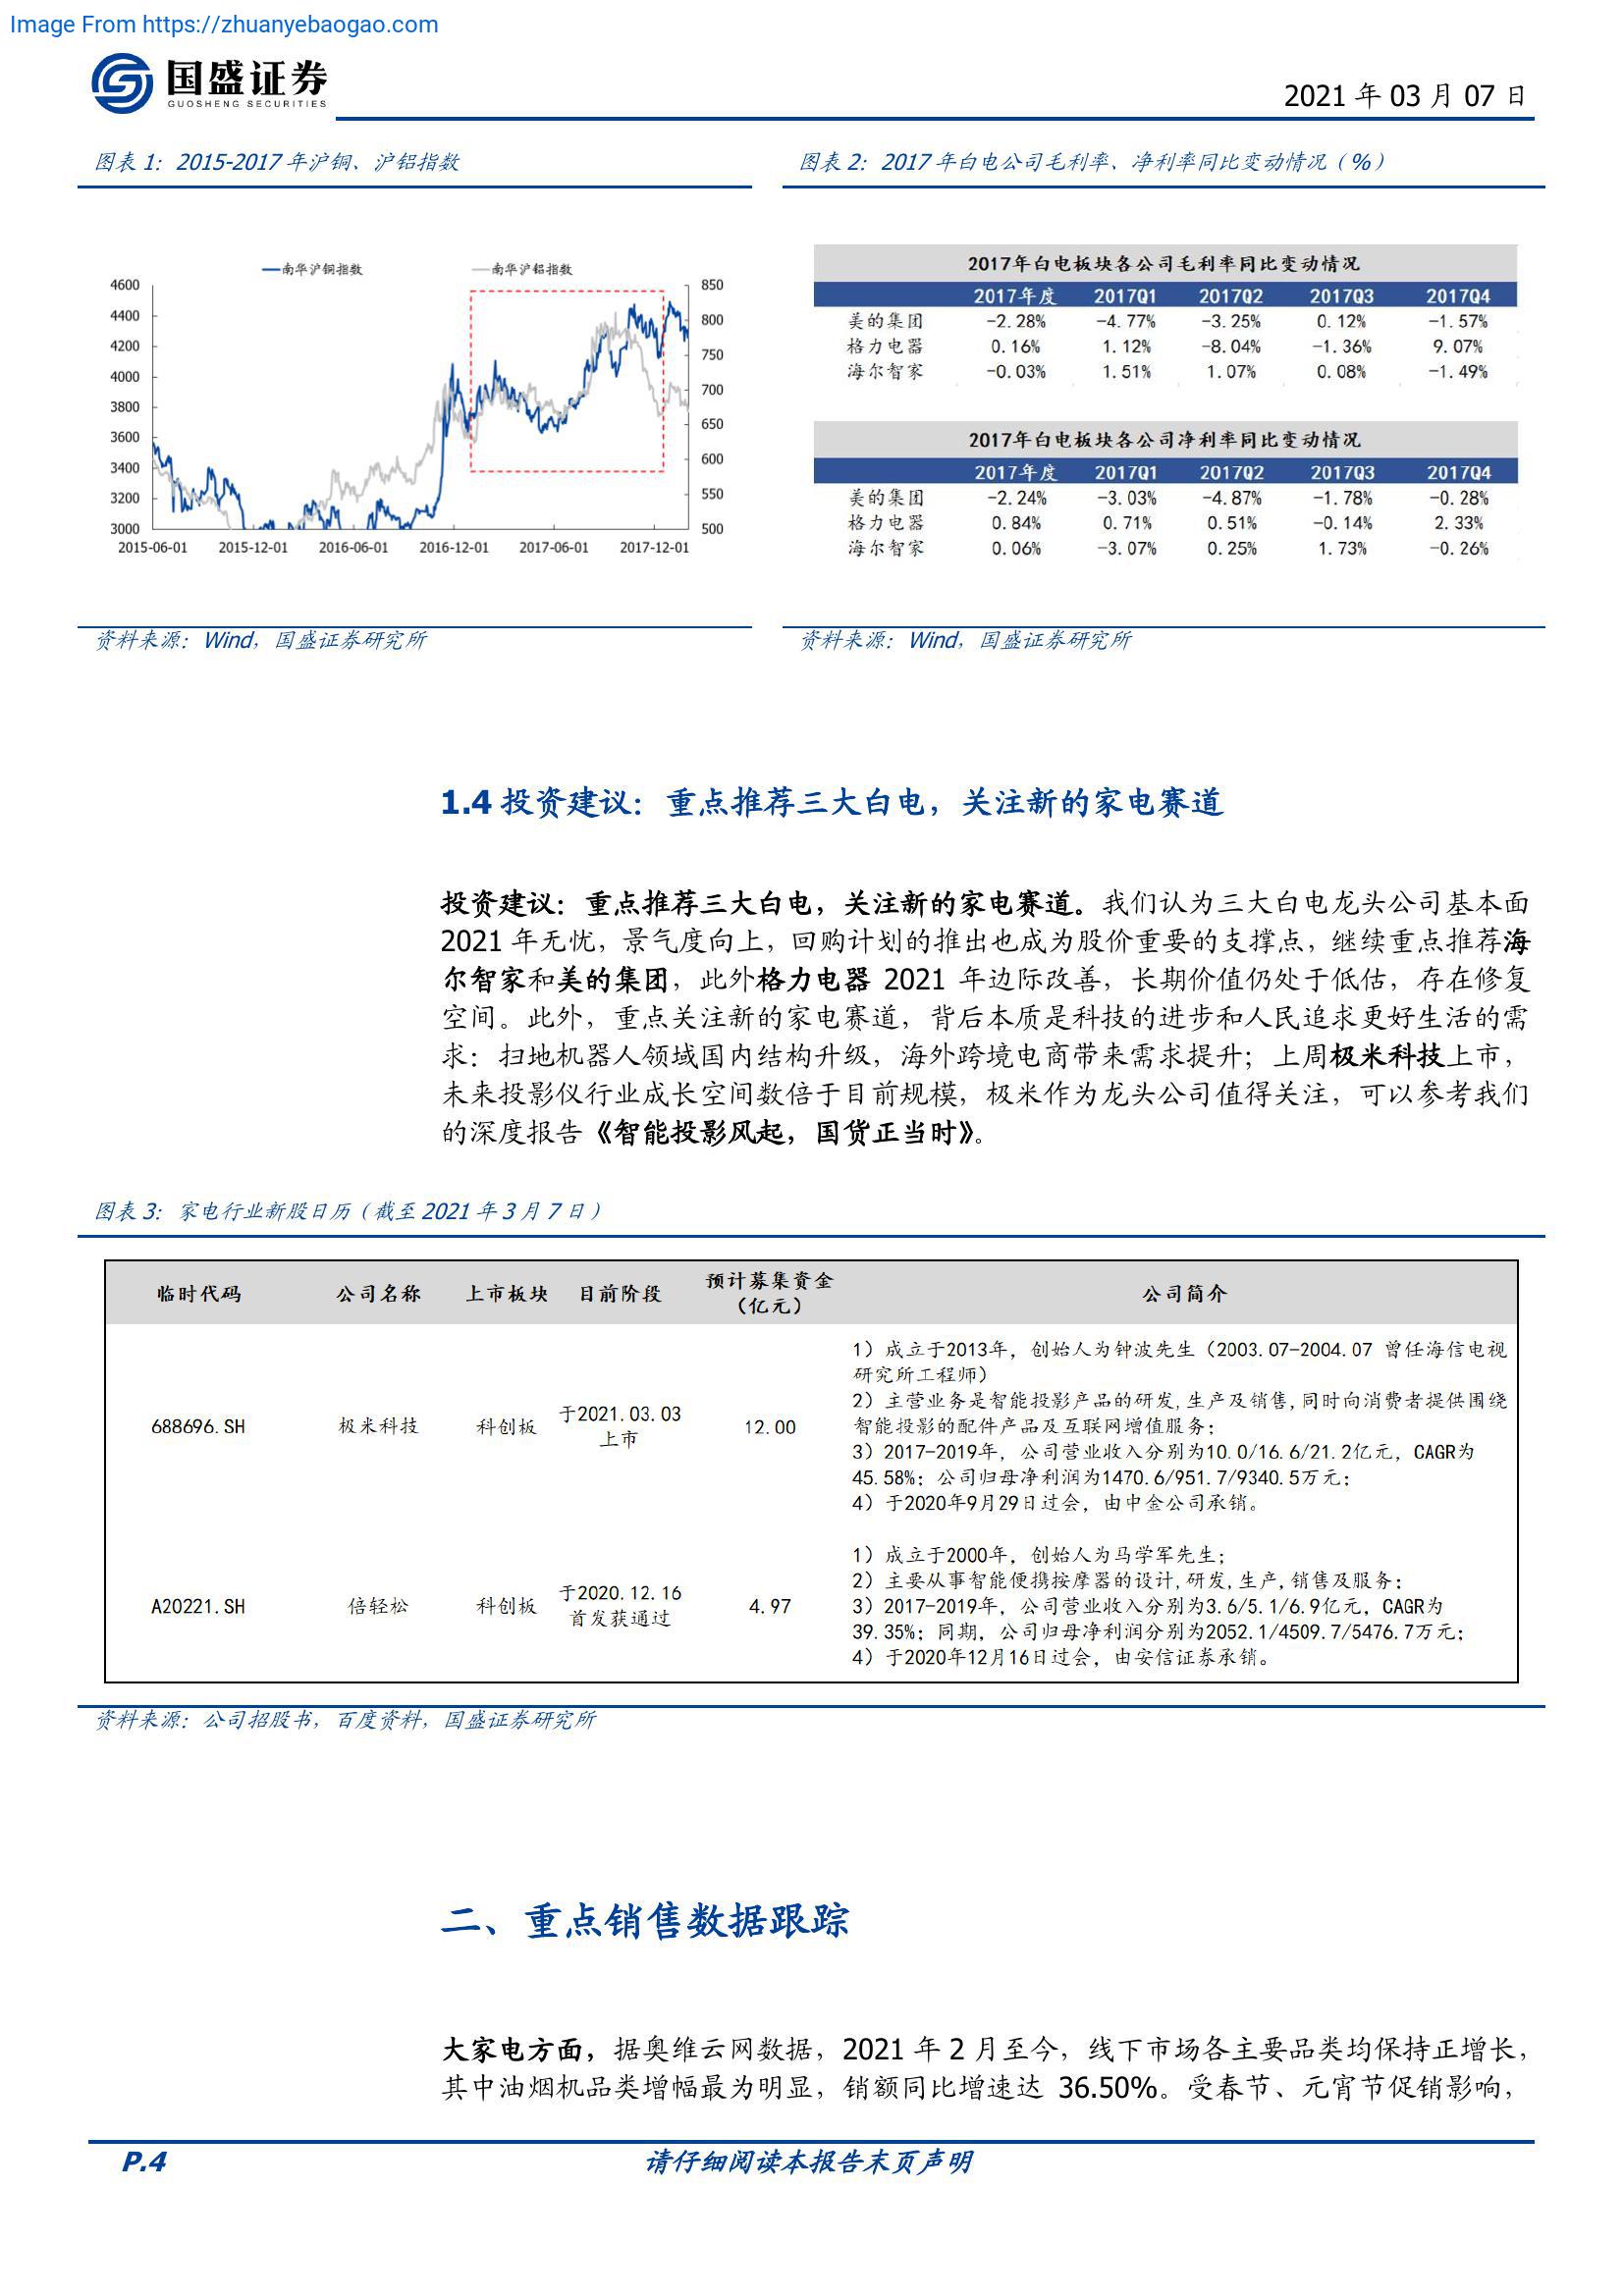 Image From https://zhuanyebaogao.com
国盛证券
GUOSHENG SECURITIES
2021 年 03 月 07 日
图表 1：2015-2017 年沪铜、沪铝指数
南华沪铜指数 南华沪铝指数
4600 850
4400 800
4200 750
4000 700
3800 650
3600 600
3400 550
3200 500
3000
2015-06-01 2015-12-01 2016-06-01 2016-12-01 2017-06-01 2017-12-01
资料来源：Wind，国盛证券研究所
图表 2：2017 年白电公司毛利率、净利率同比变动情况（%）
2017年白电板块各公司毛利率同比变动情况
2017年度 2017Q1 2017Q2 2017Q3 2017Q4
美的集团 -2.28% -4.77% -3.25% 0.12% -1.57%
格力电器 0.16% 1.12% -8.04% -1.36% 9.07%
海尔智家 -0.03% 1.51% 1.07% 0.08% -1.49%
2017年白电板块各公司净利率同比变动情况
2017年度 2017Q1 2017Q2 2017Q3 2017Q4
美的集团 -2.24% -3.03% -4.87% -1.78% -0.28%
格力电器 0.84% 0.71% 0.51% -0.14% 2.33%
海尔智家 0.06% -3.07% 0.25% 1.73% -0.26%
资料来源：Wind，国盛证券研究所
1.4 投资建议：重点推荐三大白电，关注新的家电赛道
投资建议：重点推荐三大白电，关注新的家电赛道。我们认为三大白电龙头公司基本面
2021 年无忧，景气度向上，回购计划的推出也成为股价重要的支撑点，继续重点推荐海
尔智家和美的集团，此外格力电器 2021 年边际改善，长期价值仍处于低估，存在修复
空间。此外，重点关注新的家电赛道，背后本质是科技的进步和人民追求更好生活的需
求：扫地机器人领域国内结构升级，海外跨境电商带来需求提升；上周极米科技上市，
未来投影仪行业成长空间数倍于目前规模，极米作为龙头公司值得关注，可以参考我们
的深度报告《智能投影风起，国货正当时》。
图表 3：家电行业新股日历（截至 2021 年 3 月 7 日）
临时代码 公司名称 上市板块 目前阶段 预计募集资金（亿元） 公司简介
688696.SH 极米科技 科创板 于2021.03.03上市 12.00
1）成立于2013年，创始人为钟波先生（2003.07-2004.07 曾任海信电视
研究所工程师）
2）主营业务是智能投影产品的研发,生产及销售,同时向消费者提供围绕
智能投影的配件产品及互联网增值服务；
3）2017-2019年，公司营业收入分别为10.0/16.6/21.2亿元，CAGR为
45.58%；公司归母净利润为1470.6/951.7/9340.5万元；
4）于2020年9月29日过会，由中金公司承销。
A20221.SH 倍轻松 科创板 于2020.12.16首发获通过 4.97
1）成立于2000年，创始人为马学军先生；
2）主要从事智能便携按摩器的设计,研发,生产,销售及服务；
3）2017-2019年，公司营业收入分别为3.6/5.1/6.9亿元，CAGR为
39.35%；同期，公司归母净利润分别为2052.1/4509.7/5476.7万元；
4）于2020年12月16日过会，由安信证券承销。
资料来源：公司招股书，百度资料，国盛证券研究所
二、重点销售数据跟踪
大家电方面，据奥维云网数据，2021 年 2 月至今，线下市场各主要品类均保持正增长，
其中油烟机品类增幅最为明显，销额同比增速达 36.50%。受春节、元宵节促销影响，
P.4
请仔细阅读本报告末页声明